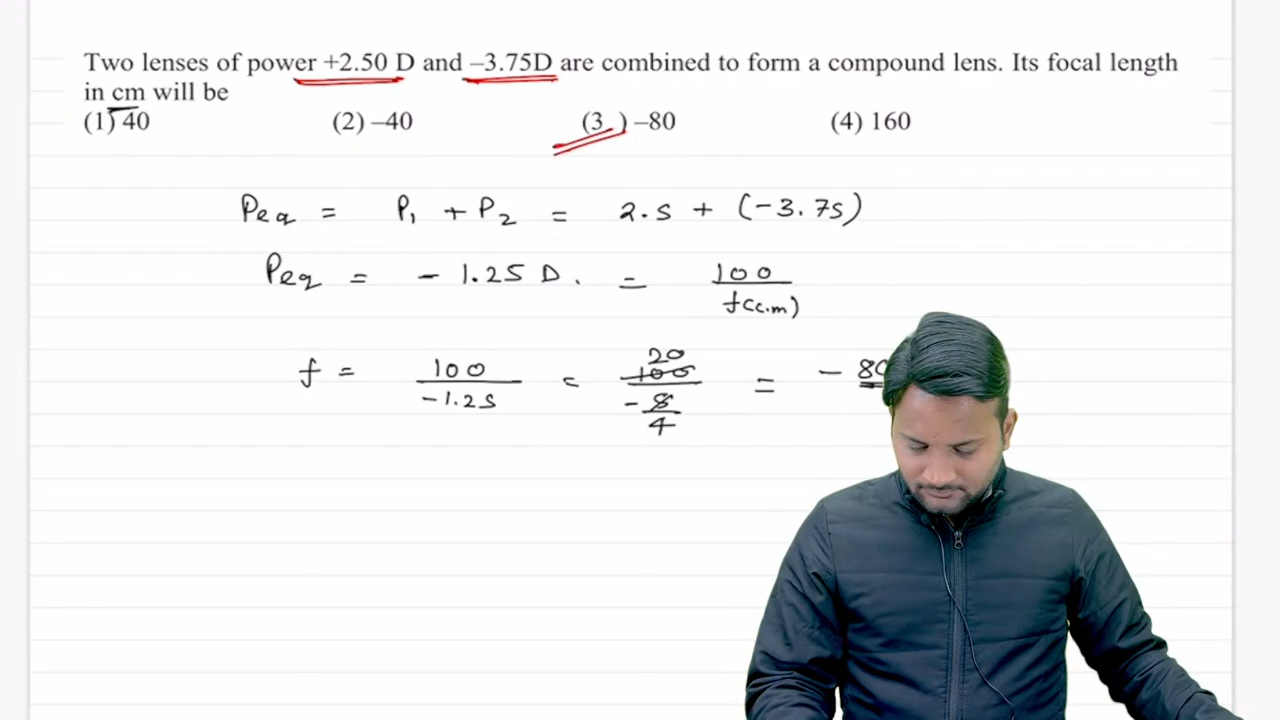 Two lenses of power +2.50 D and –3.75D are combined to form a compound lens. Its focal length
in cm will be
(1) 40 (2) –40 (3 ) –80 (4) 160
Peq = P1 + P2 = 2.5 + (-3.75)
Peq = - 1.25 D. = 100/f(c.m)
f = 100/-1.25 = 20 100/-5/4 = - 80